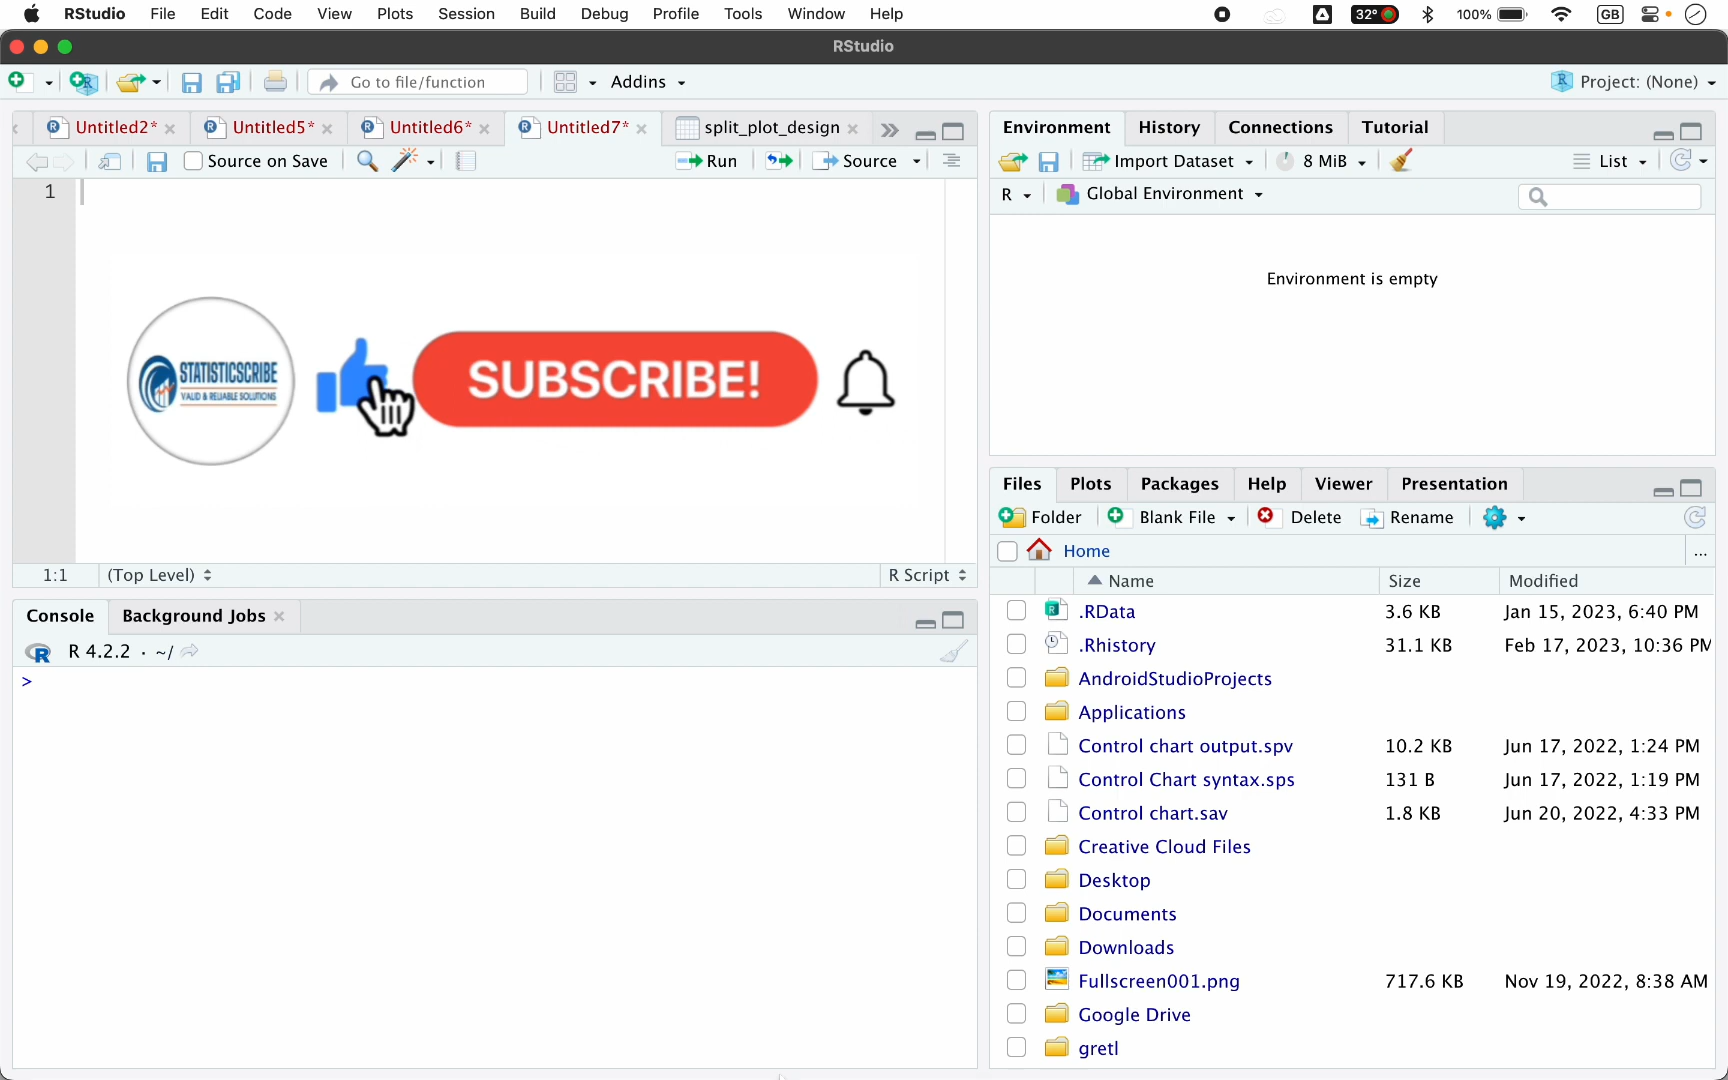 RStudio File Edit Code View Plots Session Build Debug Profile Tools Window Help 32° 100% GB
RStudio
Go to file/function Addins Project: (None)
Untitled2* Untitled5* Untitled6* Untitled7* split_plot_design
Source on Save Run Source
1
STATISTICSCRIBE
VALID & RELIABLE SOLUTIONS
SUBSCRIBE!
1:1 (Top Level) R Script
Console Background Jobs
R 4.2.2 · ~/
>
Environment History Connections Tutorial
Import Dataset 8 MiB List
R Global Environment
Environment is empty
Files Plots Packages Help Viewer Presentation
Folder Blank File Delete Rename
Home ...
Name Size Modified
.RData 3.6 KB Jan 15, 2023, 6:40 PM
.Rhistory 31.1 KB Feb 17, 2023, 10:36 PM
AndroidStudioProjects
Applications
Control chart output.spv 10.2 KB Jun 17, 2022, 1:24 PM
Control Chart syntax.sps 131 B Jun 17, 2022, 1:19 PM
Control chart.sav 1.8 KB Jun 20, 2022, 4:33 PM
Creative Cloud Files
Desktop
Documents
Downloads
Fullscreen001.png 717.6 KB Nov 19, 2022, 8:38 AM
Google Drive
gretl